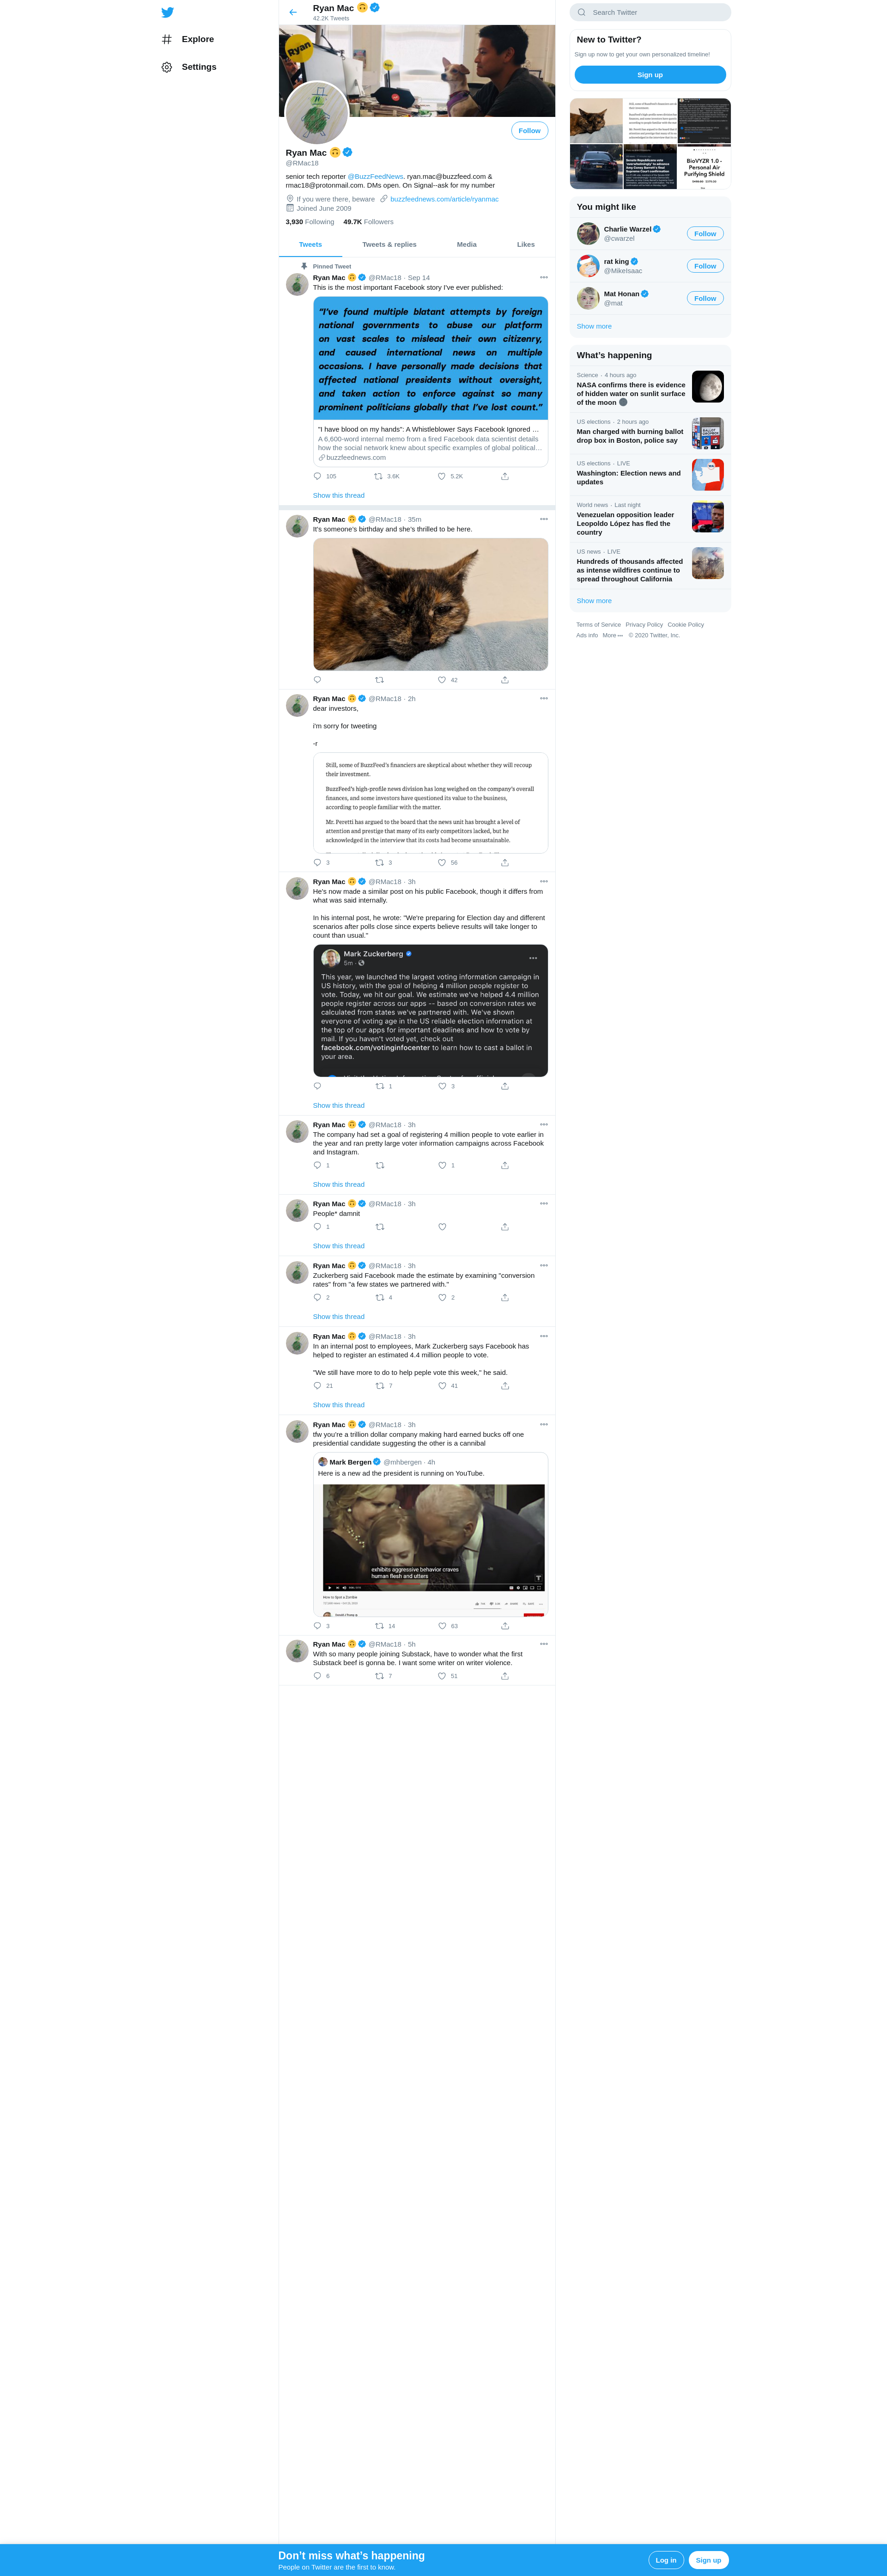 Explore
Settings
Ryan Mac 🙃
42.2K Tweets
Ryan
Ryan
Follow
Ryan Mac 🙃
@RMac18
senior tech reporter @BuzzFeedNews. ryan.mac@buzzfeed.com &
rmac18@protonmail.com. DMs open. On Signal--ask for my number
If you were there, beware buzzfeednews.com/article/ryanmac
Joined June 2009
3,930 Following 49.7K Followers
Tweets Tweets & replies Media Likes
Pinned Tweet
Ryan Mac 🙃 @RMac18 · Sep 14
This is the most important Facebook story I've ever published:
"I've found multiple blatant attempts by foreign
national governments to abuse our platform
on vast scales to mislead their own citizenry,
and caused international news on multiple
occasions. I have personally made decisions that
affected national presidents without oversight,
and taken action to enforce against so many
prominent politicians globally that I've lost count."
"I have blood on my hands": A Whistleblower Says Facebook Ignored …
A 6,600-word internal memo from a fired Facebook data scientist details
how the social network knew about specific examples of global political…
buzzfeednews.com
105 3.6K 5.2K
Show this thread
Ryan Mac 🙃 @RMac18 · 35m
It's someone's birthday and she's thrilled to be here.
42
Ryan Mac 🙃 @RMac18 · 2h
dear investors,
i'm sorry for tweeting
-r
Still, some of BuzzFeed's financiers are skeptical about whether they will recoup
their investment.
BuzzFeed's high-profile news division has long weighed on the company's overall
finances, and some investors have questioned its value to the business,
according to people familiar with the matter.
Mr. Peretti has argued to the board that the news unit has brought a level of
attention and prestige that many of its early competitors lacked, but he
acknowledged in the interview that its costs had become unsustainable.
3 3 56
Ryan Mac 🙃 @RMac18 · 3h
He's now made a similar post on his public Facebook, though it differs from
what was said internally.
In his internal post, he wrote: "We're preparing for Election day and different
scenarios after polls close since experts believe results will take longer to
count than usual."
Mark Zuckerberg
5m ·
This year, we launched the largest voting information campaign in
US history, with the goal of helping 4 million people register to
vote. Today, we hit our goal. We estimate we've helped 4.4 million
people register across our apps -- based on conversion rates we
calculated from states we've partnered with. We've shown
everyone of voting age in the US reliable election information at
the top of our apps for important deadlines and how to vote by
mail. If you haven't voted yet, check out
facebook.com/votinginfocenter to learn how to cast a ballot in
your area.
1 3
Show this thread
Ryan Mac 🙃 @RMac18 · 3h
The company had set a goal of registering 4 million people to vote earlier in
the year and ran pretty large voter information campaigns across Facebook
and Instagram.
1 1
Show this thread
Ryan Mac 🙃 @RMac18 · 3h
People* damnit
1
Show this thread
Ryan Mac 🙃 @RMac18 · 3h
Zuckerberg said Facebook made the estimate by examining "conversion
rates" from "a few states we partnered with."
2 4 2
Show this thread
Ryan Mac 🙃 @RMac18 · 3h
In an internal post to employees, Mark Zuckerberg says Facebook has
helped to register an estimated 4.4 million people to vote.
"We still have more to do to help peple vote this week," he said.
21 7 41
Show this thread
Ryan Mac 🙃 @RMac18 · 3h
tfw you're a trillion dollar company making hard earned bucks off one
presidential candidate suggesting the other is a cannibal
Mark Bergen @mhbergen · 4h
Here is a new ad the president is running on YouTube.
exhibits aggressive behavior craves
human flesh and utters
How to Spot a Zombie
3 14 63
Ryan Mac 🙃 @RMac18 · 5h
With so many people joining Substack, have to wonder what the first
Substack beef is gonna be. I want some writer on writer violence.
6 7 51
Search Twitter
New to Twitter?
Sign up now to get your own personalized timeline!
Sign up
BioVYZR 1.0 -
Personal Air
Purifying Shield
You might like
Charlie Warzel
@cwarzel
Follow
rat king
@MikeIsaac
Follow
Mat Honan
@mat
Follow
Show more
What's happening
Science · 4 hours ago
NASA confirms there is evidence
of hidden water on sunlit surface
of the moon 🌑
US elections · 2 hours ago
Man charged with burning ballot
drop box in Boston, police say
US elections · LIVE
Washington: Election news and
updates
World news · Last night
Venezuelan opposition leader
Leopoldo López has fled the
country
US news · LIVE
Hundreds of thousands affected
as intense wildfires continue to
spread throughout California
Show more
Terms of Service Privacy Policy Cookie Policy
Ads info More ••• © 2020 Twitter, Inc.
Don't miss what's happening
People on Twitter are the first to know.
Log in
Sign up